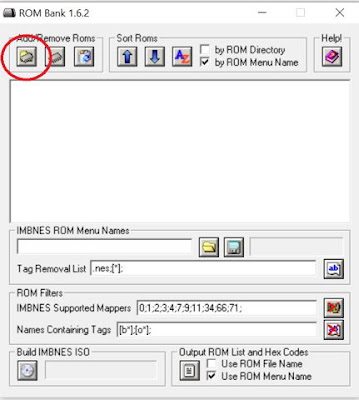 ROM Bank 1.6.2
Add/Remove Roms
Sort Roms
by ROM Directory
by ROM Menu Name
Help!
IMBNES ROM Menu Names
Tag Removal List
.nes;[*];
ROM Filters
IMBNES Supported Mappers
0;1;2;3;4;7;9;11;34;66;71;
Names Containing Tags
[b*];[o*];
Build IMBNES ISO
Output ROM List and Hex Codes
Use ROM File Name
Use ROM Menu Name